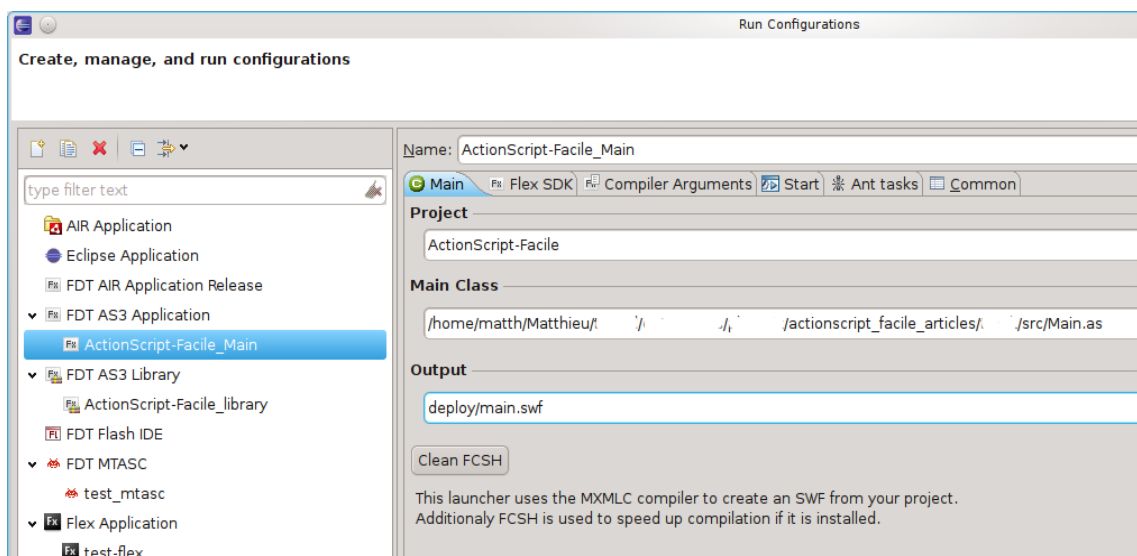 Run Configurations
Create, manage, and run configurations
type filter text
AIR Application
Eclipse Application
FDT AIR Application Release
FDT AS3 Application
ActionScript-Facile_Main
FDT AS3 Library
ActionScript-Facile_library
FDT Flash IDE
FDT MTASC
test_mtasc
Flex Application
test-flex
Name: ActionScript-Facile_Main
Main Flex SDK Compiler Arguments Start Ant tasks Common
Project
ActionScript-Facile
Main Class
/home/matth/Matthieu/ /actionscript_facile_articles/ /src/Main.as
Output
deploy/main.swf
Clean FCSH
This launcher uses the MXMLC compiler to create an SWF from your project.
Additionaly FCSH is used to speed up compilation if it is installed.